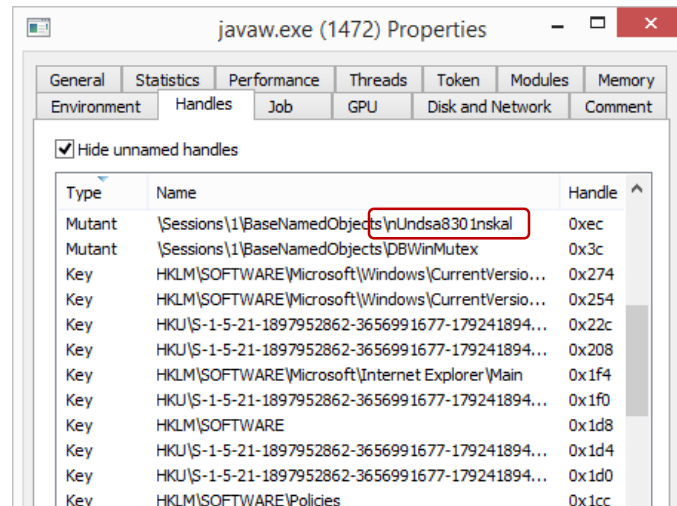 javaw.exe (1472) Properties
General Statistics Performance Threads Token Modules Memory
Environment Handles Job GPU Disk and Network Comment
Hide unnamed handles
Type Name Handle
Mutant \Sessions\1\BaseNamedObjects\nUndsa8301nskal 0xec
Mutant \Sessions\1\BaseNamedObjects\DBWinMutex 0x3c
Key HKLM\SOFTWARE\Microsoft\Windows\CurrentVersio... 0x274
Key HKLM\SOFTWARE\Microsoft\Windows\CurrentVersio... 0x254
Key HKU\S-1-5-21-1897952862-3656991677-179241894... 0x22c
Key HKU\S-1-5-21-1897952862-3656991677-179241894... 0x208
Key HKLM\SOFTWARE\Microsoft\Internet Explorer\Main 0x1f4
Key HKU\S-1-5-21-1897952862-3656991677-179241894... 0x1f0
Key HKLM\SOFTWARE 0x1d8
Key HKU\S-1-5-21-1897952862-3656991677-179241894... 0x1d4
Key HKU\S-1-5-21-1897952862-3656991677-179241894... 0x1d0
Key HKLM\SOFTWARE\Policies 0x1cc